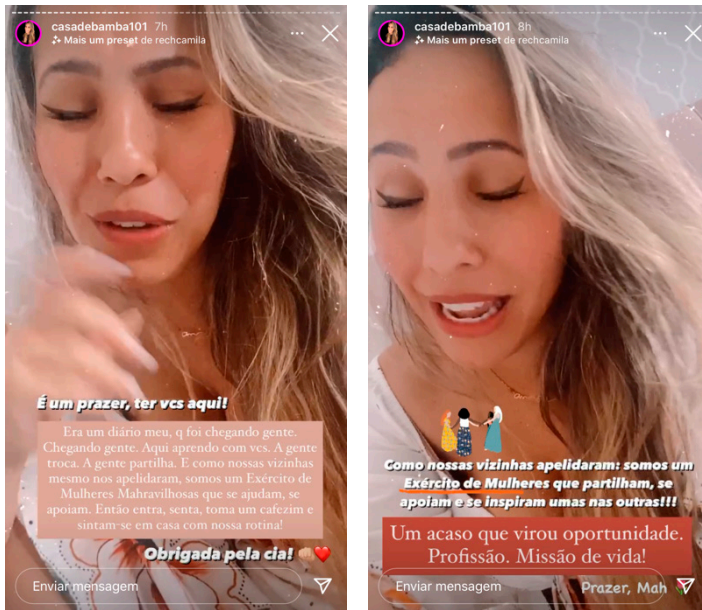 casadebamba101 7h
Mais um preset de rechcamila
É um prazer, ter vcs aqui!
Era um diário meu, q foi chegando gente.
Chegando gente. Aqui aprendo com vcs. A gente
troca. A gente partilha. E como nossas vizinhas
mesmo nos apelidaram, somos um Exército de
Mulheres Mahravilhosas que se ajudam, se
apoiam. Então entra, senta, toma um cafezim e
sintam-se em casa com nossa rotina!
Obrigada pela cia! 👊🏼❤️
Enviar mensagem
casadebamba101 8h
Mais um preset de rechcamila
Como nossas vizinhas apelidaram: somos um
Exército de Mulheres que partilham, se
apoiam e se inspiram umas nas outras!!!
Um acaso que virou oportunidade.
Profissão. Missão de vida!
Enviar mensagem
Prazer, Mah